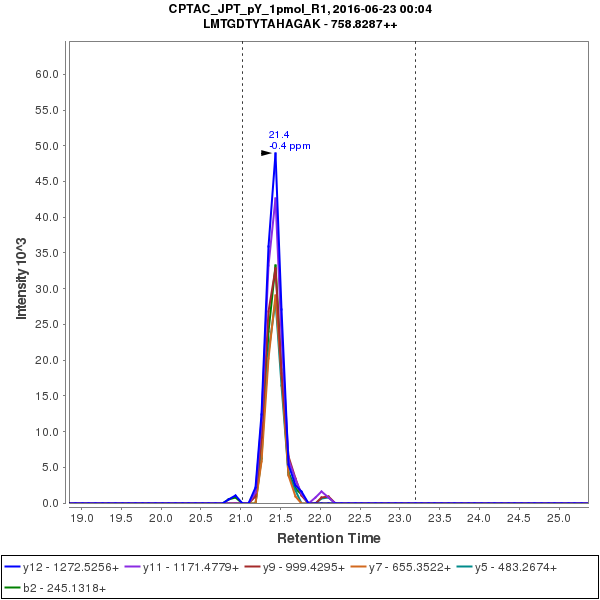 CPTAC_JPT_pY_1pmol_R1, 2016-06-23 00:04
LMTGDTYTAHAGAK - 758.8287++
Intensity 10^3
60.0
55.0
50.0
45.0
40.0
35.0
30.0
25.0
20.0
15.0
10.0
5.0
0.0
21.4
-0.4 ppm
19.0 19.5 20.0 20.5 21.0 21.5 22.0 22.5 23.0 23.5 24.0 24.5 25.0
Retention Time
y12 - 1272.5256+ y11 - 1171.4779+ y9 - 999.4295+ y7 - 655.3522+ y5 - 483.2674+
b2 - 245.1318+